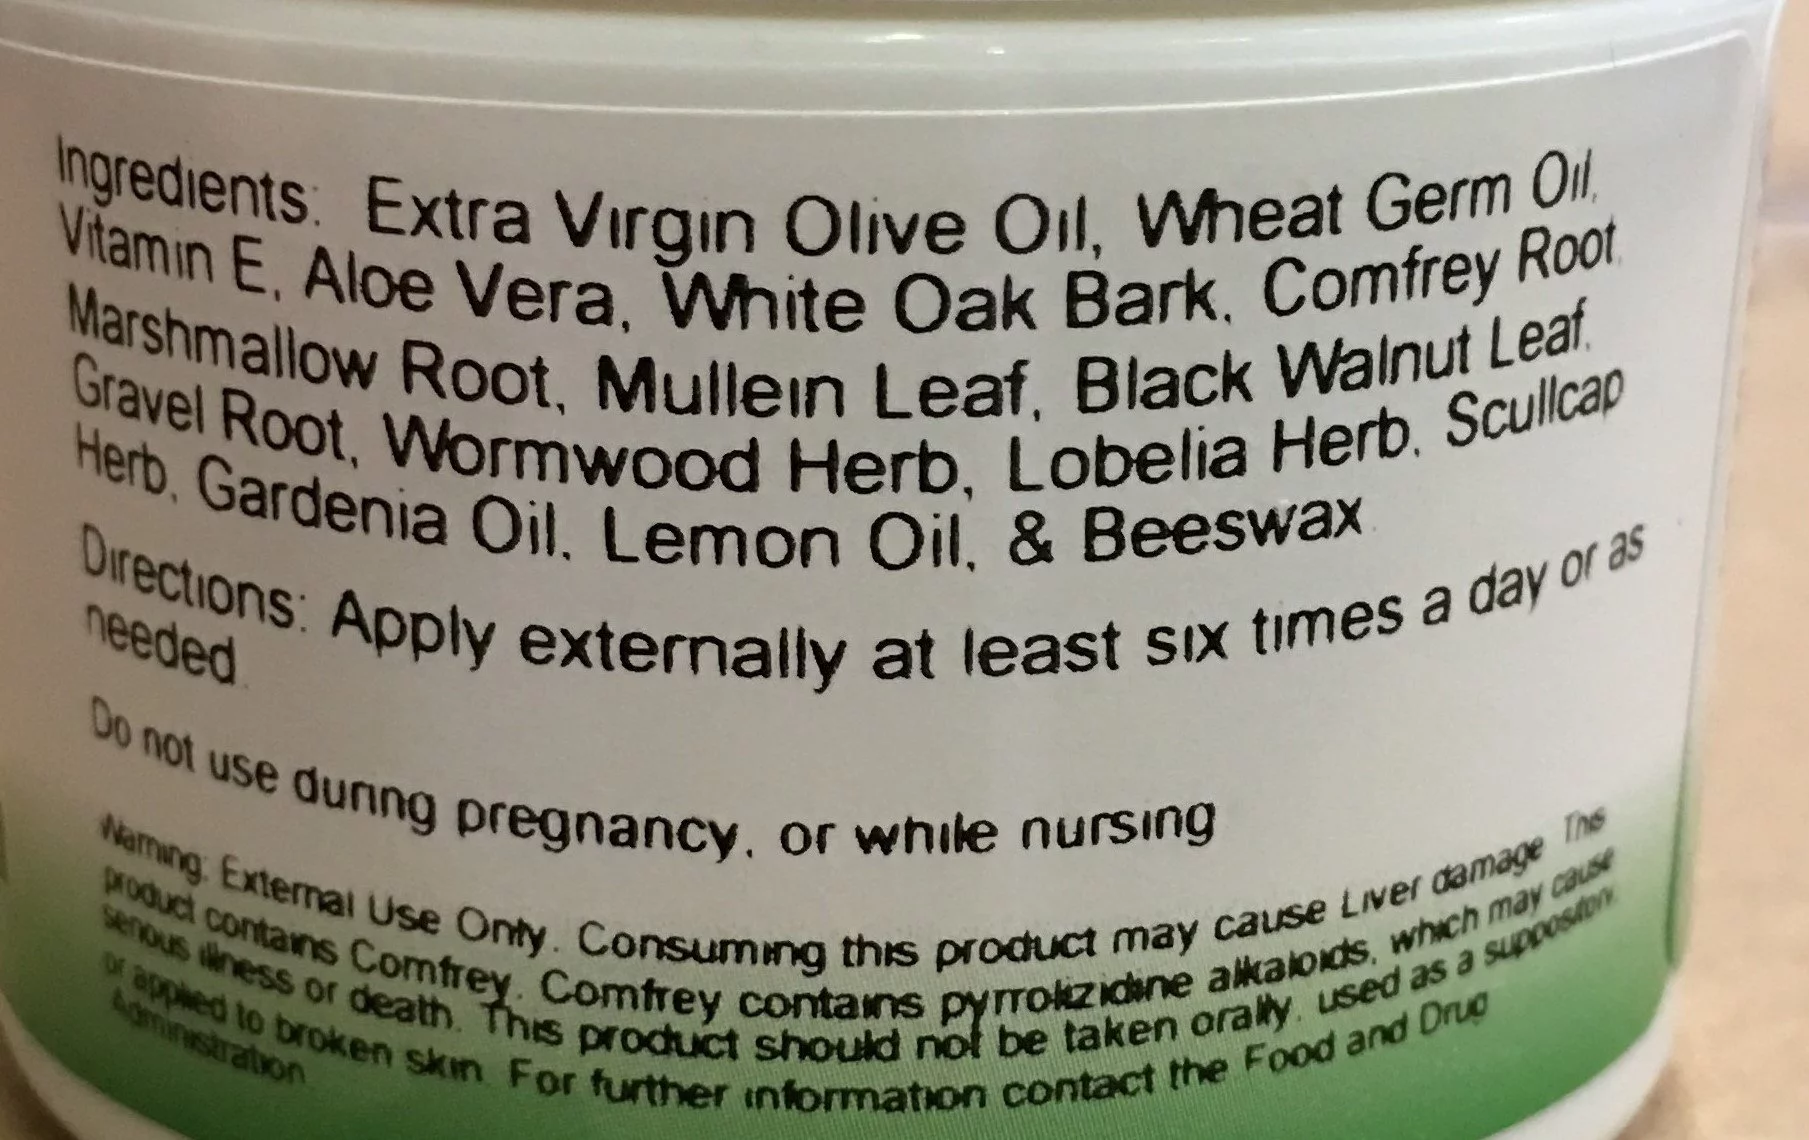 Ingredients: Extra Virgin Olive Oil, Wheat Germ Oil,
Vitamin E, Aloe Vera, White Oak Bark, Comfrey Root,
Marshmallow Root, Mullein Leaf, Black Walnut Leaf,
Gravel Root, Wormwood Herb, Lobelia Herb, Scullcap
Herb, Gardenia Oil, Lemon Oil, & Beeswax.
Directions: Apply externally at least six times a day or as
needed.
Do not use during pregnancy, or while nursing
Warning: External Use Only. Consuming this product may cause Liver damage. This
product contains Comfrey. Comfrey contains pyrrolizidine alkaloids, which may cause
serious illness or death. This product should not be taken orally, used as a suppository,
or applied to broken skin. For further information contact the Food and Drug
Administration